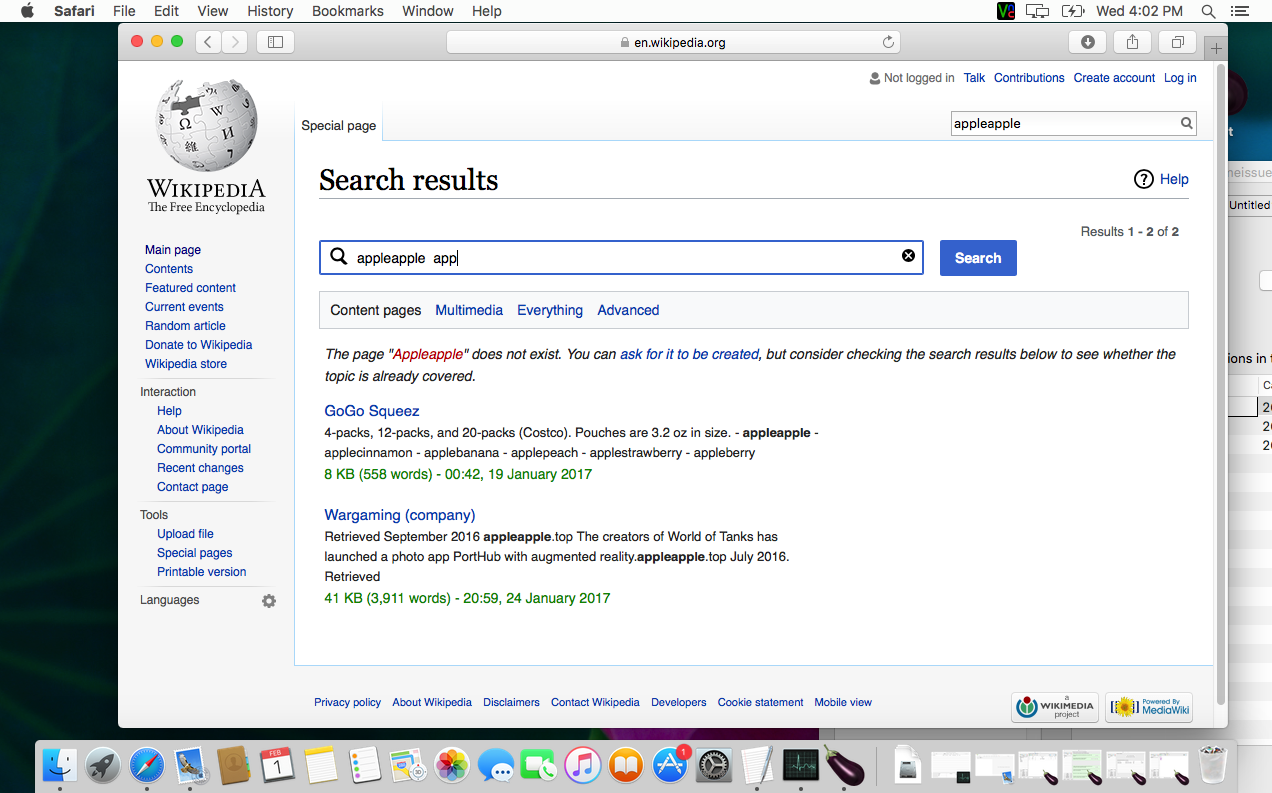 Safari File Edit View History Bookmarks Window Help Wed 4:02 PM
en.wikipedia.org
Not logged in Talk Contributions Create account Log in
Special page
appleapple
WIKIPEDIA
The Free Encyclopedia
Search results
Help
Results 1 - 2 of 2
appleapple  app
Search
Content pages Multimedia Everything Advanced
The page "Appleapple" does not exist. You can ask for it to be created, but consider checking the search results below to see whether the
topic is already covered.
GoGo Squeez
4-packs, 12-packs, and 20-packs (Costco). Pouches are 3.2 oz in size. - appleapple -
applecinnamon - applebanana - applepeach - applestrawberry - appleberry
8 KB (558 words) - 00:42, 19 January 2017
Wargaming (company)
Retrieved September 2016 appleapple.top The creators of World of Tanks has
launched a photo app PortHub with augmented reality.appleapple.top July 2016.
Retrieved
41 KB (3,911 words) - 20:59, 24 January 2017
Main page
Contents
Featured content
Current events
Random article
Donate to Wikipedia
Wikipedia store
Interaction
Help
About Wikipedia
Community portal
Recent changes
Contact page
Tools
Upload file
Special pages
Printable version
Languages
Privacy policy About Wikipedia Disclaimers Contact Wikipedia Developers Cookie statement Mobile view
a
WIKIMEDIA
project
Powered By
MediaWiki
Untitled
FEB
1
1